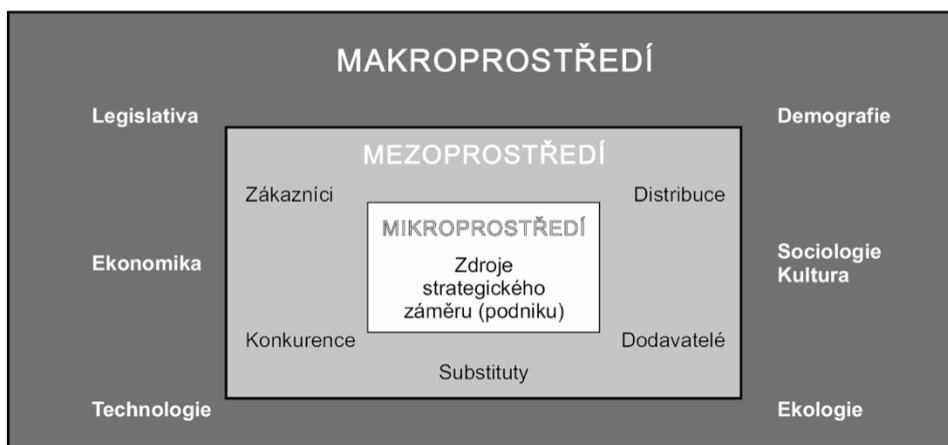 MAKROPROSTŘEDÍ
Legislativa
Demografie
MEZOPROSTŘEDÍ
Zákazníci
Distribuce
MIKROPROSTŘEDÍ
Zdroje
strategického
záměru (podniku)
Ekonomika
Sociologie
Kultura
Konkurence
Dodavatelé
Substituty
Technologie
Ekologie